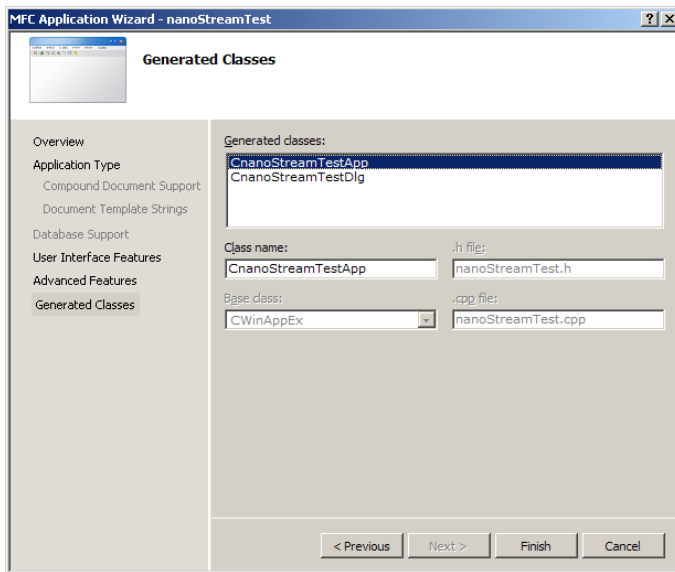 MFC Application Wizard - nanoStreamTest
Generated Classes
Overview
Application Type
Compound Document Support
Document Template Strings
Database Support
User Interface Features
Advanced Features
Generated Classes
Generated classes:
CnanoStreamTestApp
CnanoStreamTestDlg
Class name:
.h file:
CnanoStreamTestApp
nanoStreamTest.h
Base class:
.cpp file:
CWinAppEx
nanoStreamTest.cpp
< Previous
Next >
Finish
Cancel